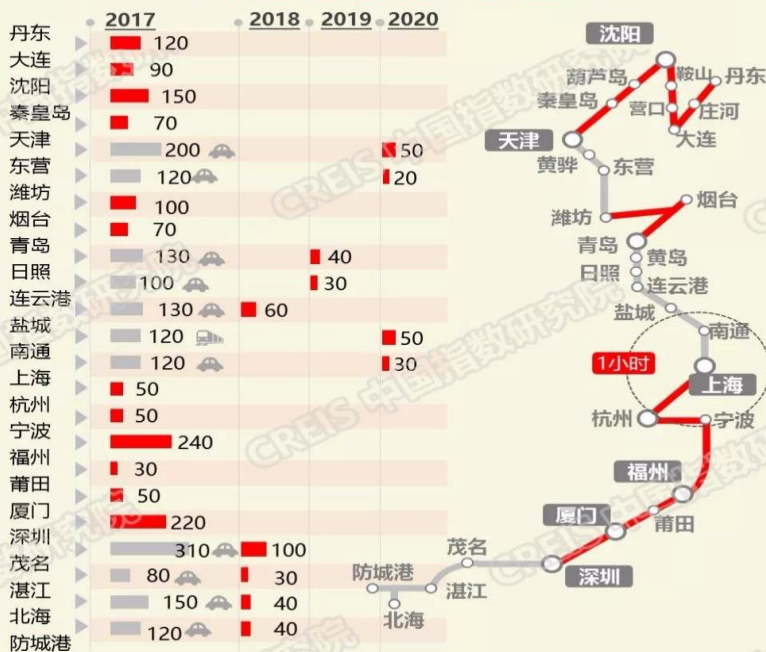 2017 2018 2019 2020
丹东
120
大连
90
沈阳
150
秦皇岛
70
天津
200 50
东营
120 20
潍坊
100
烟台
70
青岛
130 40
日照
100 30
连云港
130 60
盐城
120 50
南通
120 30
上海
50
杭州
50
宁波
240
福州
30
莆田
50
厦门
220
深圳
310 100
茂名
80 30
湛江
150 40
北海
120 40
防城港
沈阳
葫芦岛 鞍山 丹东
秦皇岛 营口 庄河
天津 大连
黄骅 东营
烟台
潍坊
青岛 黄岛
日照 连云港
盐城
南通
1小时
上海
杭州 宁波
福州
莆田
厦门
茂名
深圳
防城港 湛江
北海
CREIS 中国指数研究院